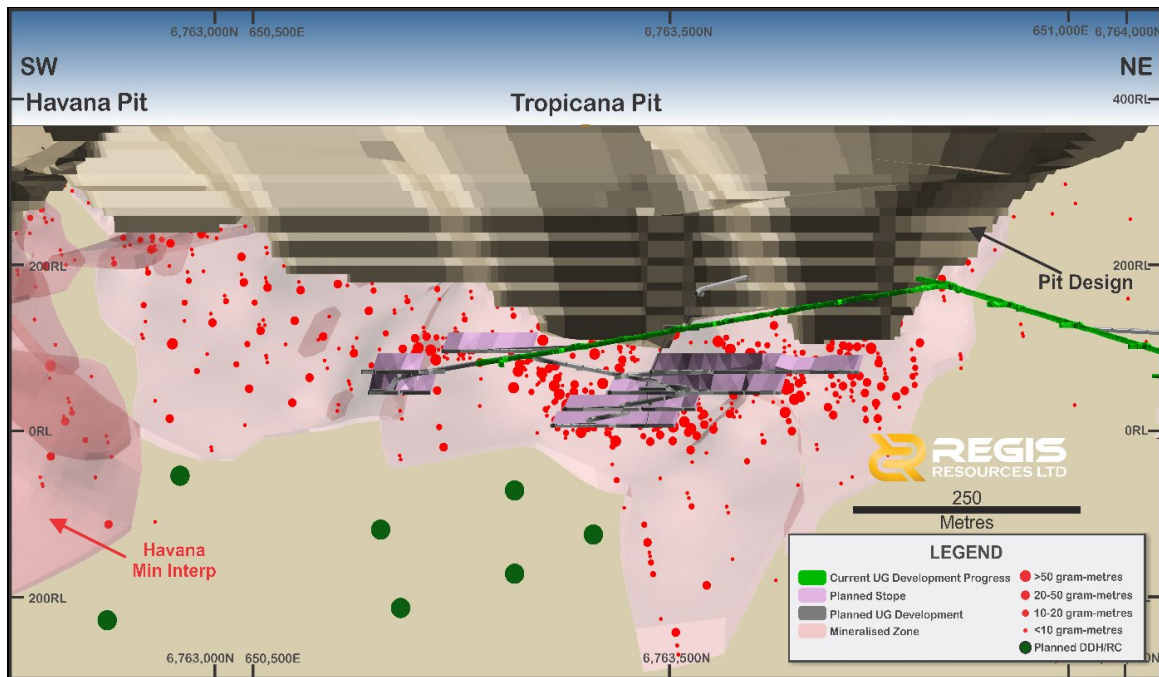 6,763,000N 650,500E 6,763,500N 651,000E 6,764,000N
SW NE
Havana Pit Tropicana Pit 400RL
200RL 200RL
Pit Design
0RL 0RL
REGIS
RESOURCES LTD
250
Metres
Havana
Min Interp
LEGEND
Current UG Development Progress >50 gram-metres
Planned Stope 20-50 gram-metres
Planned UG Development 10-20 gram-metres
Mineralised Zone <10 gram-metres
Planned DDH/RC
200RL
6,763,000N 650,500E 6,763,500N